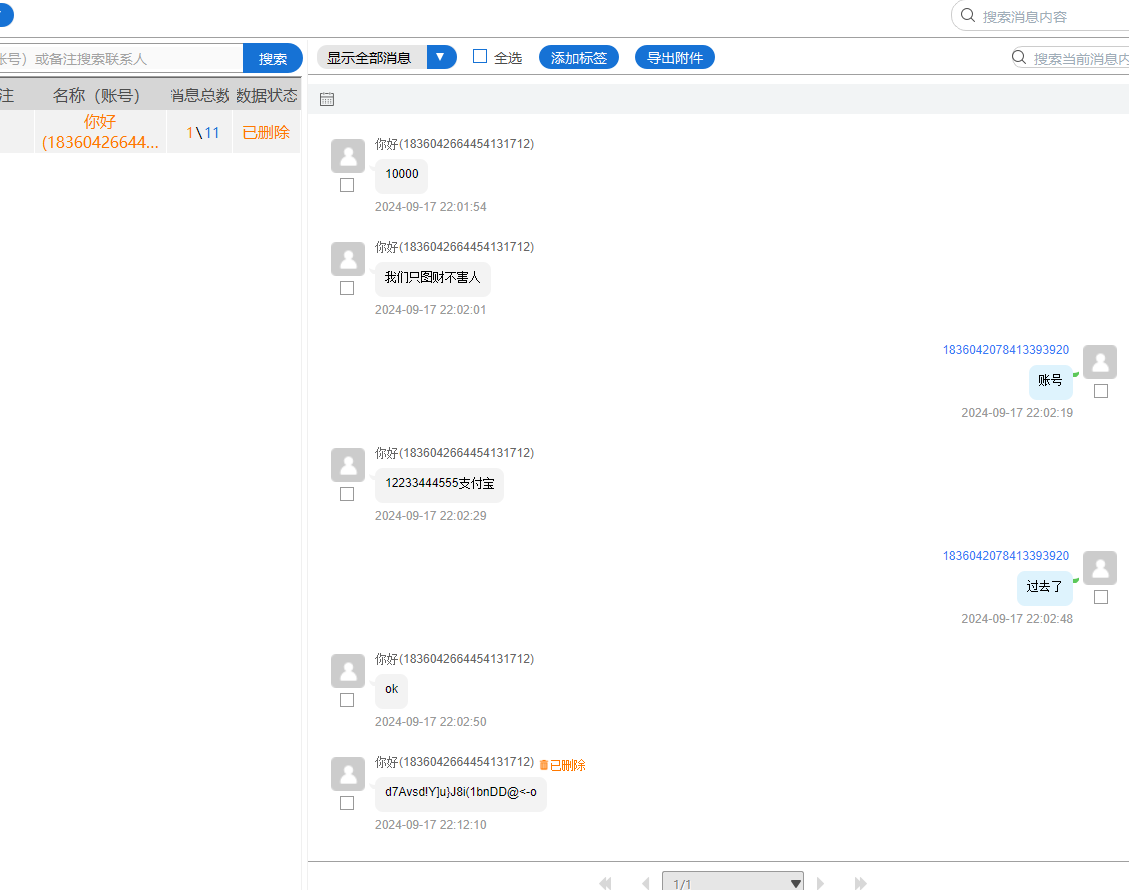 搜索消息内容
账号）或备注搜索联系人
搜索
显示全部消息
全选
添加标签
导出附件
搜索当前消息内
注
名称（账号）
消息总数
数据状态
你好
(18360426644...
1\11
已删除
你好(1836042664454131712)
10000
2024-09-17 22:01:54
你好(1836042664454131712)
我们只图财不害人
2024-09-17 22:02:01
1836042078413393920
账号
2024-09-17 22:02:19
你好(1836042664454131712)
12233444555支付宝
2024-09-17 22:02:29
1836042078413393920
过去了
2024-09-17 22:02:48
你好(1836042664454131712)
ok
2024-09-17 22:02:50
你好(1836042664454131712) 已删除
d7Avsd!Y]u}J8i(1bnDD@<-o
2024-09-17 22:12:10
1/1